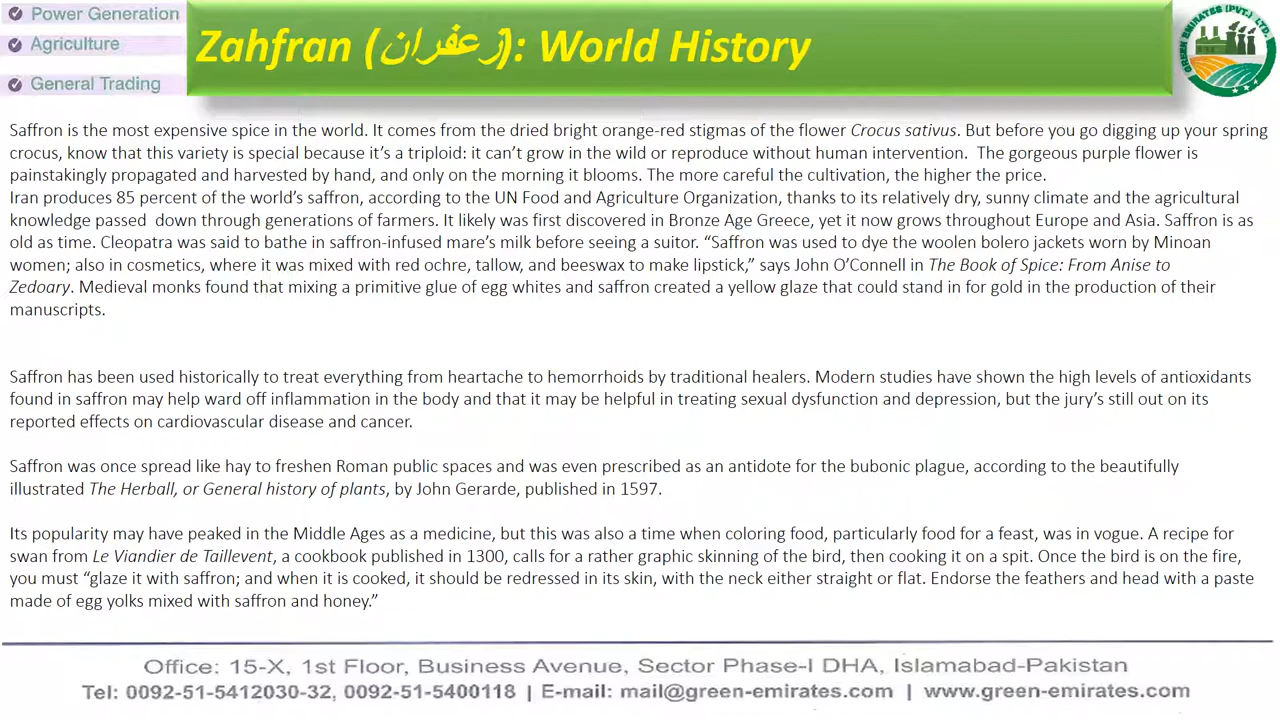 Power Generation
Agriculture
General Trading
Zahfran (زعفران): World History
GREEN EMIRATES (PVT.) LTD.
Saffron is the most expensive spice in the world. It comes from the dried bright orange-red stigmas of the flower Crocus sativus. But before you go digging up your spring
crocus, know that this variety is special because it’s a triploid: it can’t grow in the wild or reproduce without human intervention.  The gorgeous purple flower is
painstakingly propagated and harvested by hand, and only on the morning it blooms. The more careful the cultivation, the higher the price.
Iran produces 85 percent of the world’s saffron, according to the UN Food and Agriculture Organization, thanks to its relatively dry, sunny climate and the agricultural
knowledge passed  down through generations of farmers. It likely was first discovered in Bronze Age Greece, yet it now grows throughout Europe and Asia. Saffron is as
old as time. Cleopatra was said to bathe in saffron-infused mare’s milk before seeing a suitor. “Saffron was used to dye the woolen bolero jackets worn by Minoan
women; also in cosmetics, where it was mixed with red ochre, tallow, and beeswax to make lipstick,” says John O’Connell in The Book of Spice: From Anise to
Zedoary. Medieval monks found that mixing a primitive glue of egg whites and saffron created a yellow glaze that could stand in for gold in the production of their
manuscripts.
Saffron has been used historically to treat everything from heartache to hemorrhoids by traditional healers. Modern studies have shown the high levels of antioxidants
found in saffron may help ward off inflammation in the body and that it may be helpful in treating sexual dysfunction and depression, but the jury’s still out on its
reported effects on cardiovascular disease and cancer.
Saffron was once spread like hay to freshen Roman public spaces and was even prescribed as an antidote for the bubonic plague, according to the beautifully
illustrated The Herball, or General history of plants, by John Gerarde, published in 1597.
Its popularity may have peaked in the Middle Ages as a medicine, but this was also a time when coloring food, particularly food for a feast, was in vogue. A recipe for
swan from Le Viandier de Taillevent, a cookbook published in 1300, calls for a rather graphic skinning of the bird, then cooking it on a spit. Once the bird is on the fire,
you must “glaze it with saffron; and when it is cooked, it should be redressed in its skin, with the neck either straight or flat. Endorse the feathers and head with a paste
made of egg yolks mixed with saffron and honey.”
Office: 15-X, 1st Floor, Business Avenue, Sector Phase-I DHA, Islamabad-Pakistan
Tel: 0092-51-5412030-32, 0092-51-5400118 | E-mail: mail@green-emirates.com | www.green-emirates.com